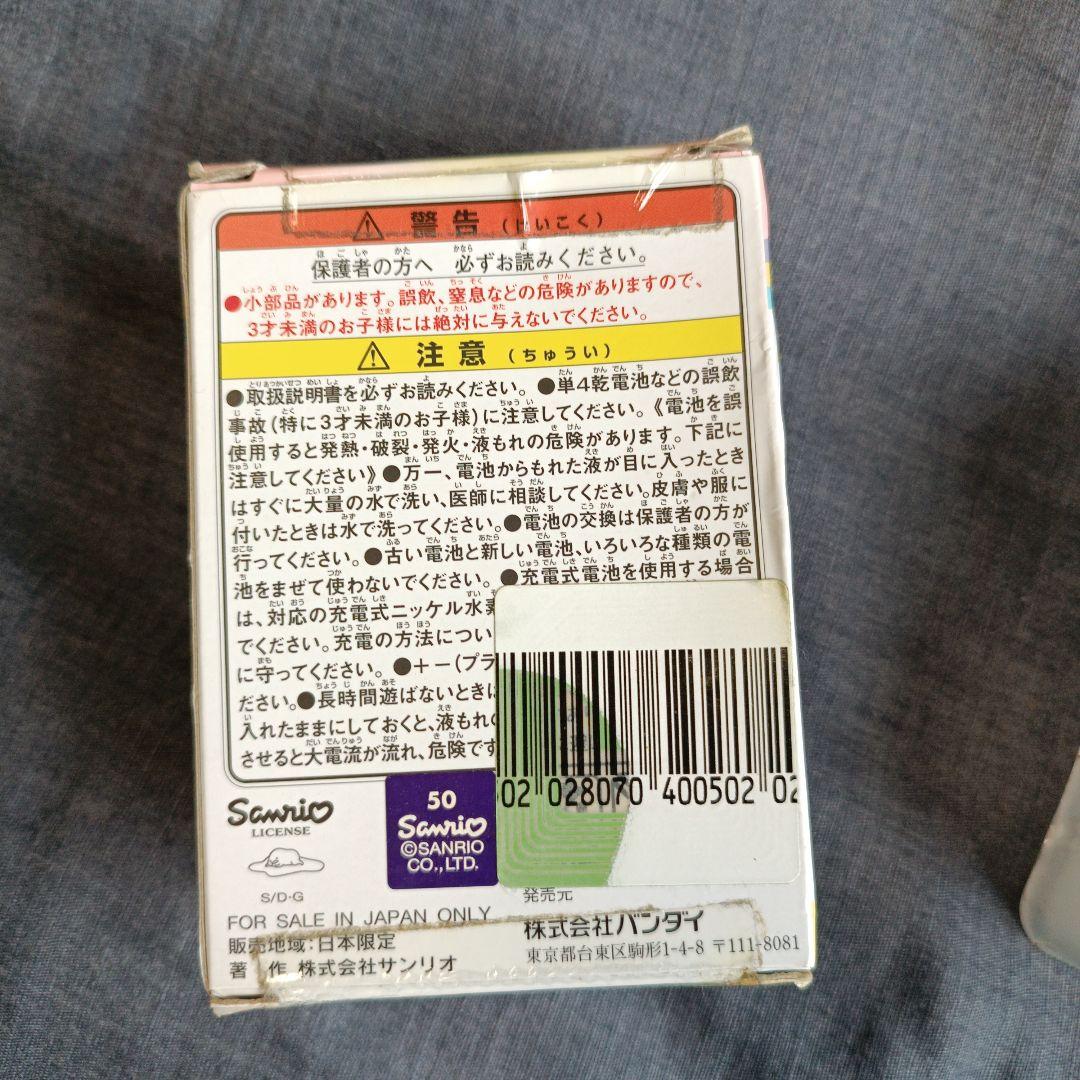 警告(けいこく)
保護者の方へ 必ずお読みください。
●小部品があります。誤飲、窒息などの危険がありますので、
3才未満のお子様には絶対に与えないでください。
注意(ちゅうい)
●取扱説明書を必ずお読みください。●単4乾電池などの誤飲
事故(特に3才未満のお子様)に注意してください。《電池を誤
使用すると発熱・破裂・発火・液もれの危険があります。下記に
注意してください》●万一、電池からもれた液が目に入ったとき
はすぐに大量の水で洗い、医師に相談してください。皮膚や服に
付いたときは水で洗ってください。●電池の交換は保護者の方が
行ってください。●古い電池と新しい電池、いろいろな種類の電
池をまぜて使わないでください。●充電式電池を使用する場合
は、対応の充電式ニッケル水素
でください。充電の方法につい
に守ってください。●+-(プラ
ださい。●長時間遊ばないときは
入れたままにしておくと、液もれの
させると大電流が流れ、危険です
02 028070 400502 02
Sanrio
LICENSE
S/D-G
50
Sanrio
©SANRIO
CO.,LTD.
FOR SALE IN JAPAN ONLY
販売地域:日本限定
著 作 株式会社サンリオ
発売元
株式会社バンダイ
東京都台東区駒形1-4-8 〒111-8081